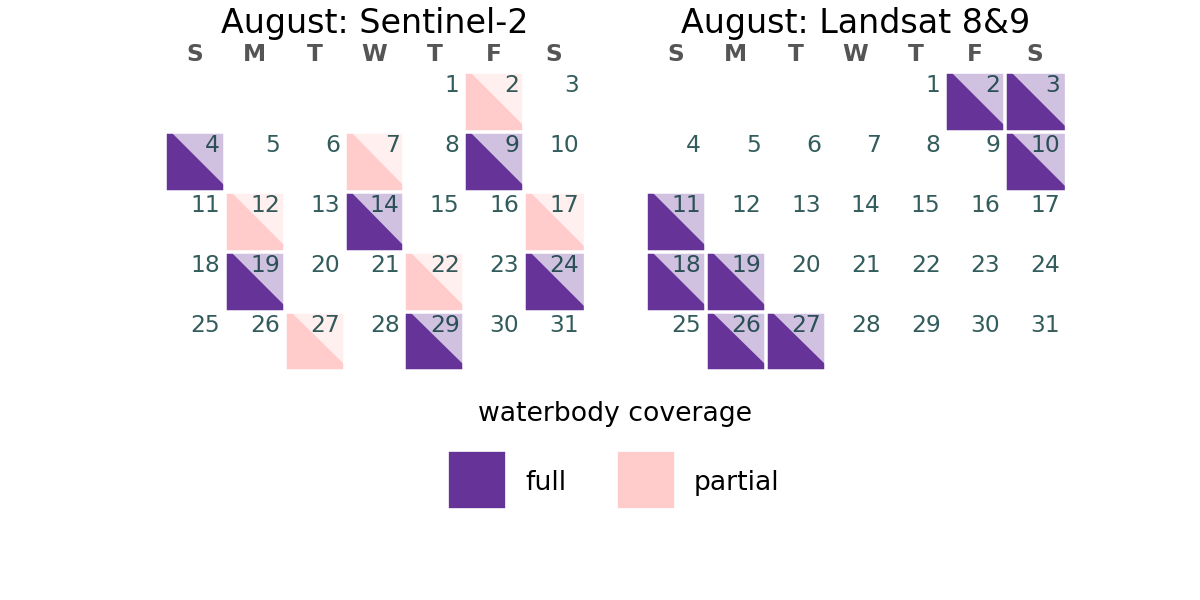 August: Sentinel-2
S M T W T F S
1 2 3
4 5 6 7 8 9 10
11 12 13 14 15 16 17
18 19 20 21 22 23 24
25 26 27 28 29 30 31
August: Landsat 8&9
S M T W T F S
1 2 3
4 5 6 7 8 9 10
11 12 13 14 15 16 17
18 19 20 21 22 23 24
25 26 27 28 29 30 31
waterbody coverage
full
partial